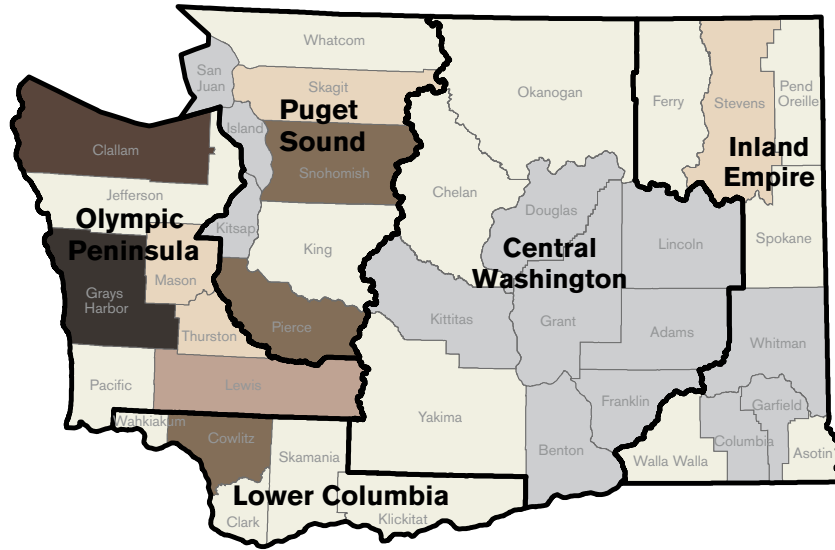 Whatcom
San
Juan
Skagit
Okanogan
Ferry
Stevens
Pend
Oreille
Puget
Sound
Island
Clallam
Snohomish
Inland
Empire
Jefferson
Chelan
Douglas
Olympic
Peninsula
Kitsap
King
Central
Washington
Lincoln
Spokane
Mason
Grays
Harbor
Kittitas
Grant
Adams
Pierce
Thurston
Whitman
Pacific
Lewis
Yakima
Franklin
Garfield
Wahkiakum
Cowlitz
Skamania
Benton
Columbia
Walla Walla
Asotin
Lower Columbia
Clark
Klickitat